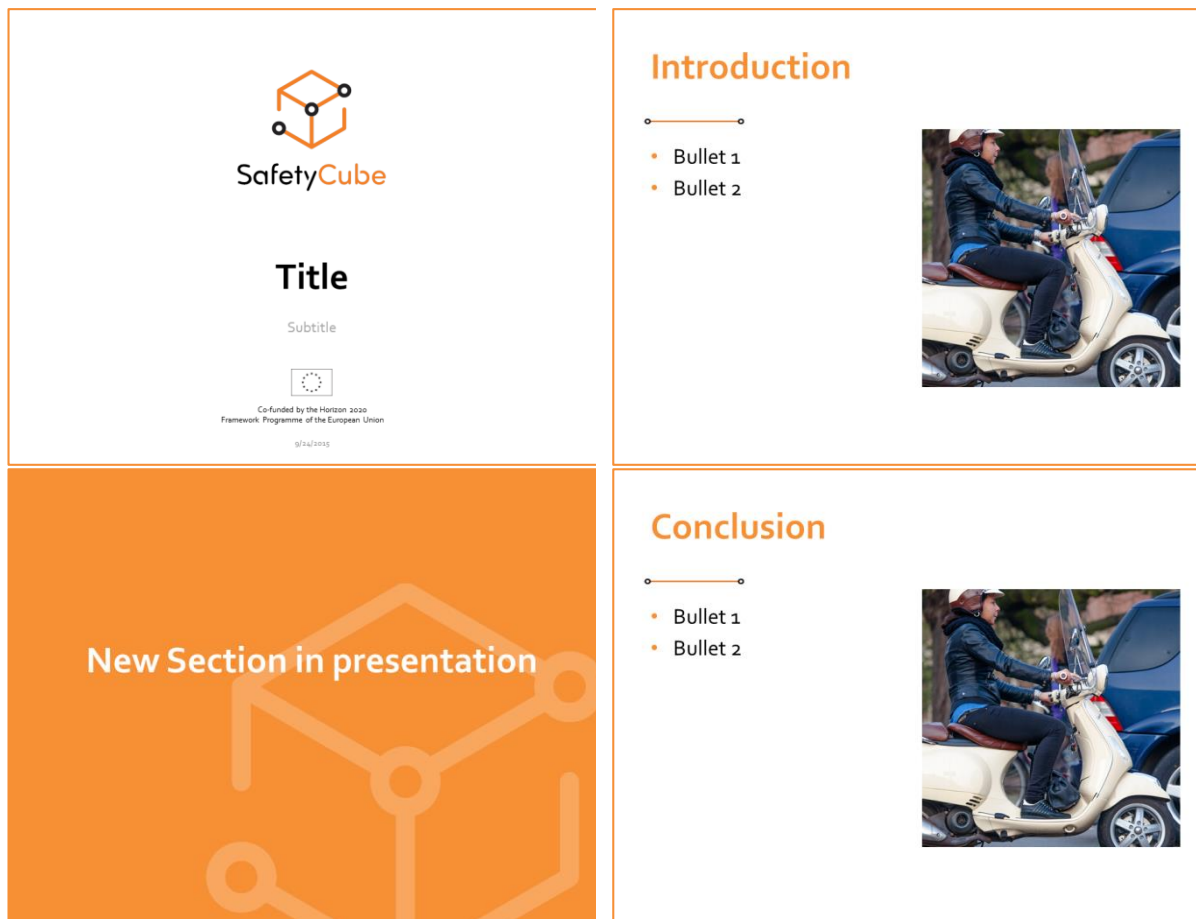 SafetyCube
Title
Subtitle
Co-funded by the Horizon 2020
Framework Programme of the European Union
9/24/2015
Introduction
• Bullet 1
• Bullet 2
New Section in presentation
Conclusion
• Bullet 1
• Bullet 2